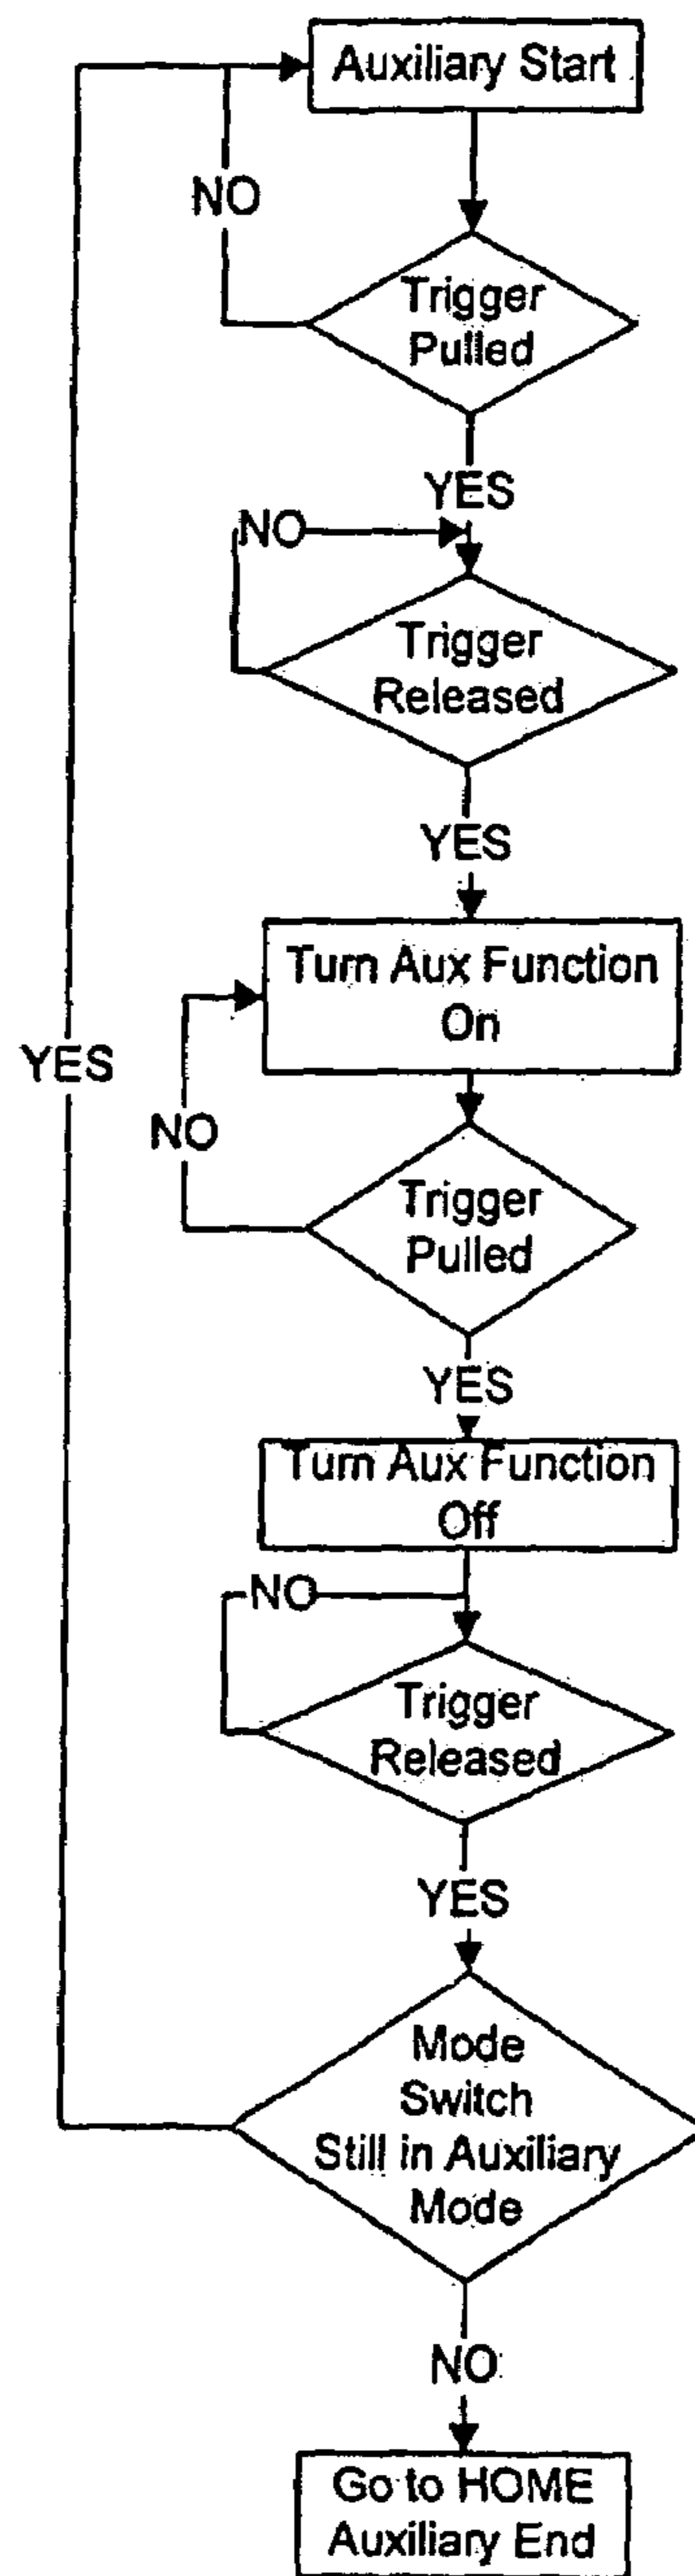 Auxiliary Start
NO
Trigger
Pulled
YES
NO
Trigger
Released
YES
Turn Aux Function
On
YES
NO
Trigger
Pulled
YES
Turn Aux Function
Off
NO
Trigger
Released
YES
Mode
Switch
Still in Auxiliary
Mode
NO
Go to HOME
Auxiliary End